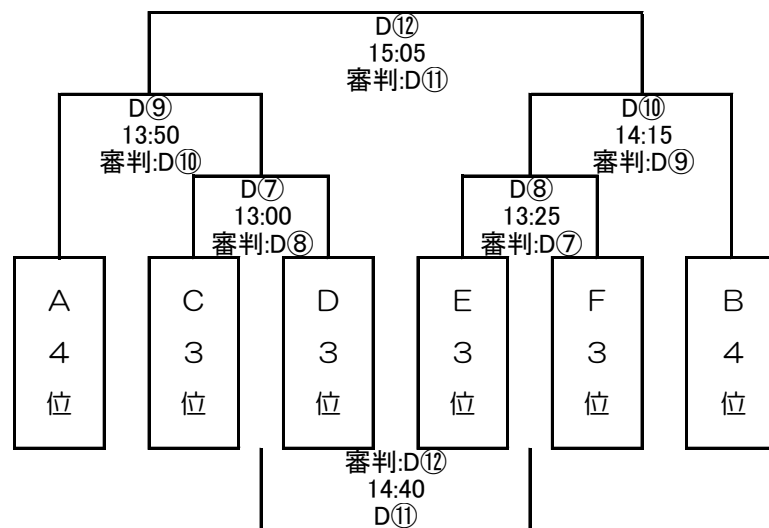 D⑫
15:05
審判:D⑪
D⑨
13:50
審判:D⑩
D⑩
14:15
審判:D⑨
D⑦
13:00
審判:D⑧
D⑧
13:25
審判:D⑦
A
4
位
C
3
位
D
3
位
E
3
位
F
3
位
B
4
位
審判:D⑫
14:40
D⑪